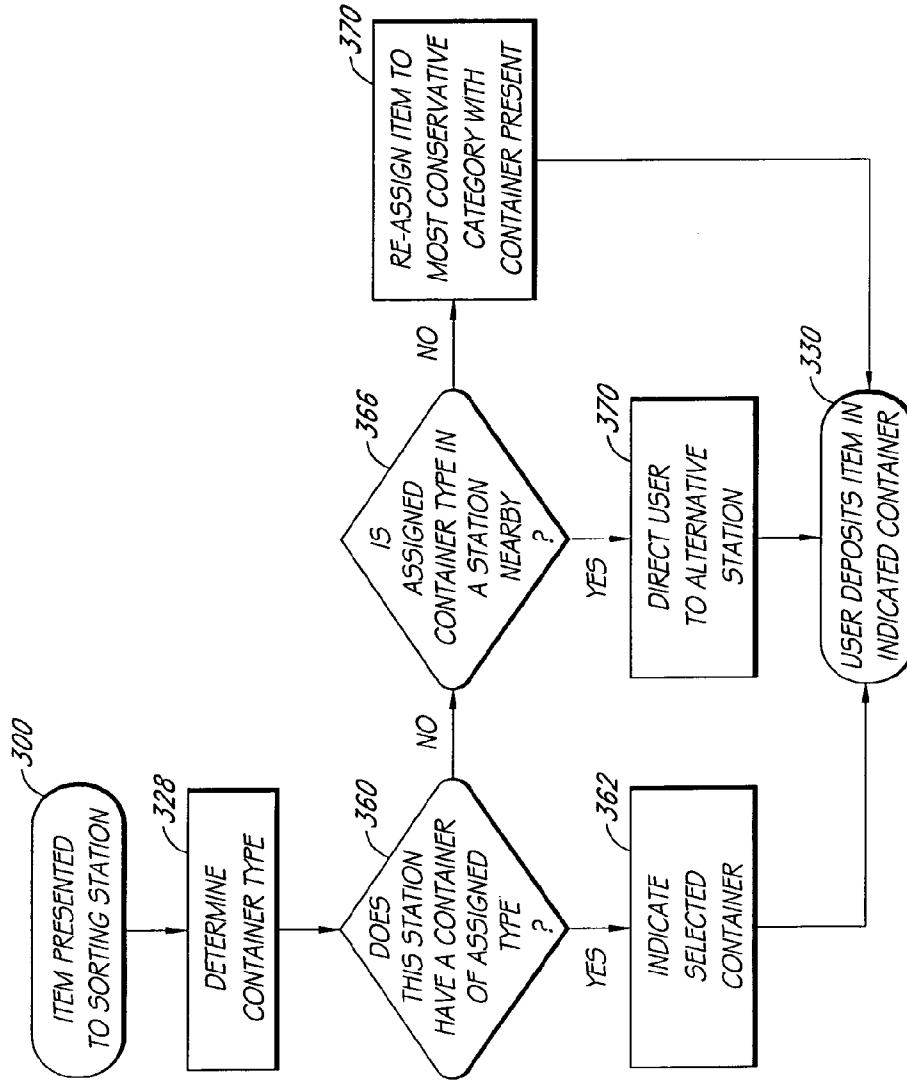 300
ITEM PRESENTED
TO SORTING STATION
328
DETERMINE
CONTAINER TYPE
360
DOES
THIS STATION
HAVE A CONTAINER
OF ASSIGNED
TYPE
?
NO
YES
362
INDICATE
SELECTED
CONTAINER
366
IS
ASSIGNED
CONTAINER TYPE IN
A STATION
NEARBY
?
NO
YES
370
DIRECT USER
TO ALTERNATIVE
STATION
370
RE-ASSIGN ITEM TO
MOST CONSERVATIVE
CATEGORY WITH
CONTAINER PRESENT
330
USER DEPOSITS ITEM IN
INDICATED CONTAINER